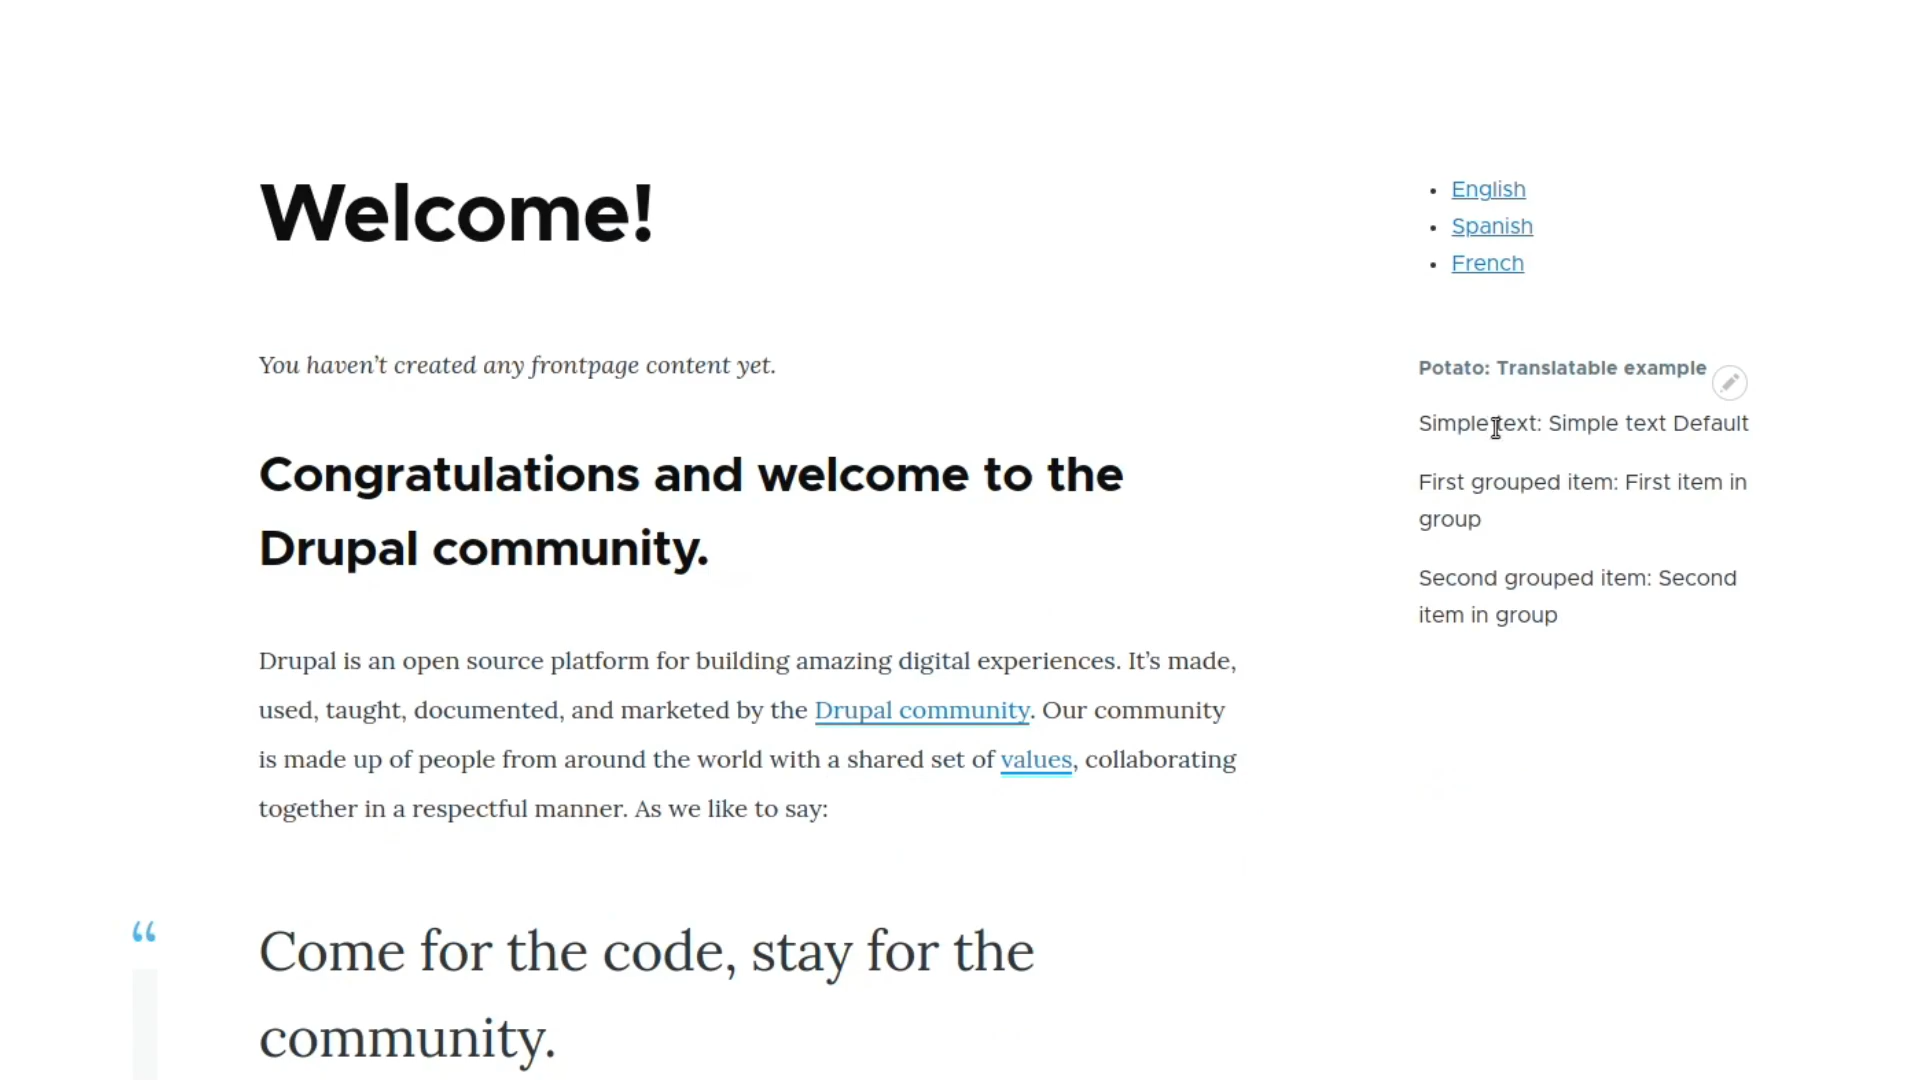 Welcome!
You haven’t created any frontpage content yet.
Congratulations and welcome to the
Drupal community.
Drupal is an open source platform for building amazing digital experiences. It’s made,
used, taught, documented, and marketed by the Drupal community. Our community
is made up of people from around the world with a shared set of values, collaborating
together in a respectful manner. As we like to say:
“
Come for the code, stay for the
community.
English
Spanish
French
Potato: Translatable example
Simple text: Simple text Default
First grouped item: First item in
group
Second grouped item: Second
item in group